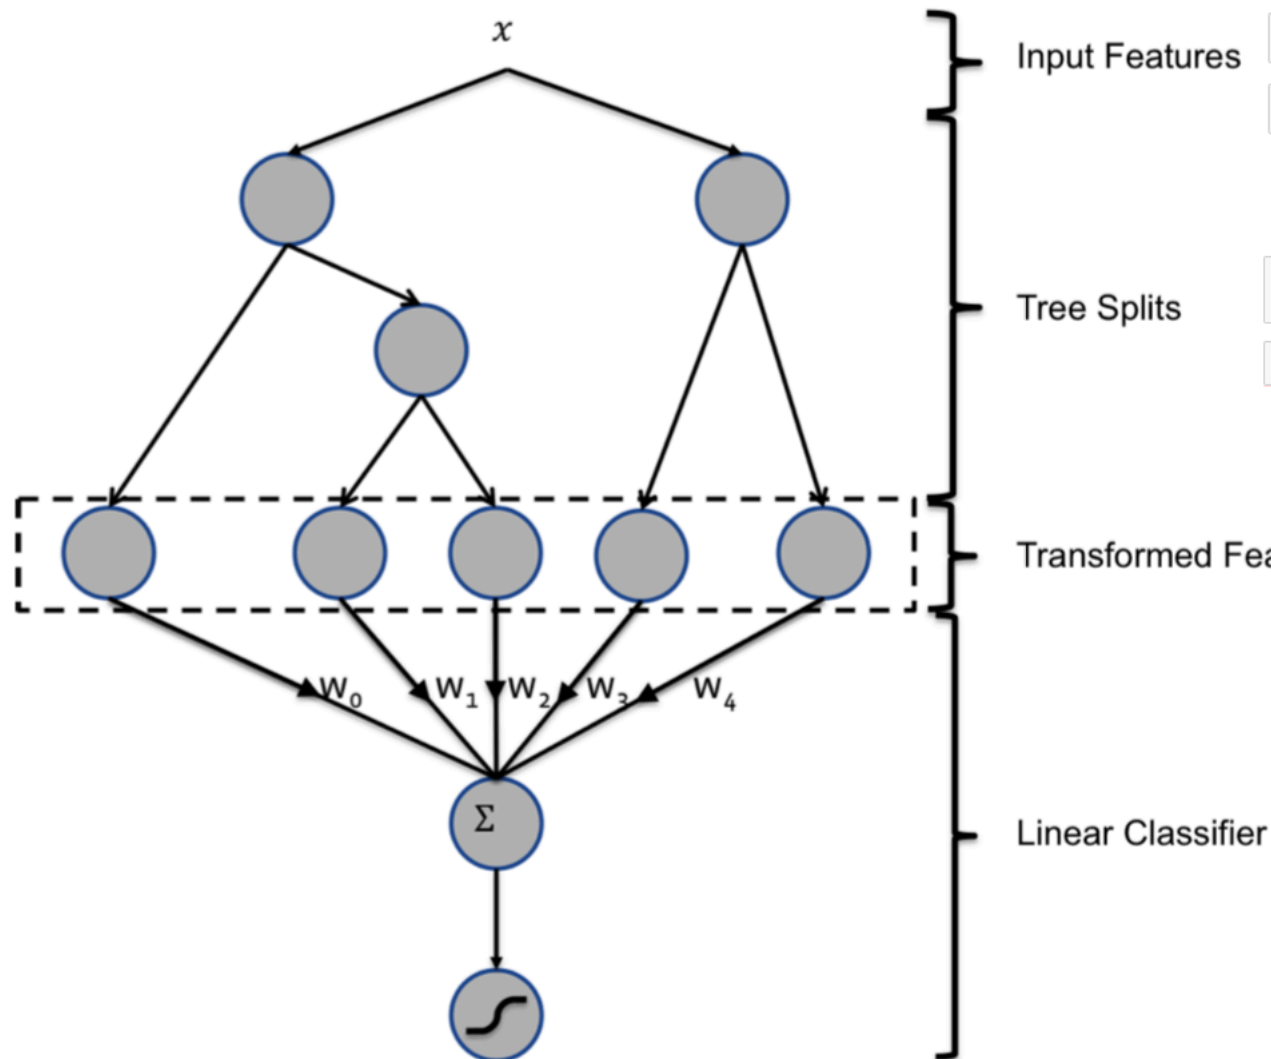 x
Input Features
Tree Splits
Transformed Fea
W₀ W₁ W₂ W₃ W₄
Σ
Linear Classifier